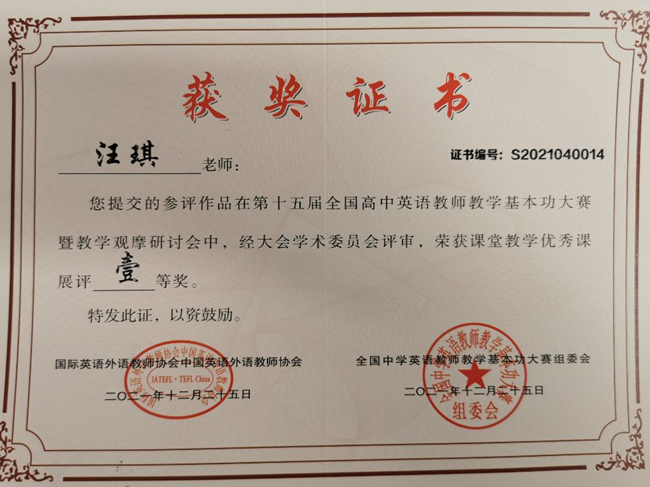 获奖证书
汪琪老师：
证书编号：S2021040014
您提交的参评作品在第十五届全国高中英语教师教学基本功大赛
暨教学观摩研讨会中，经大会学术委员会评审，荣获课堂教学优秀课
展评壹等奖。
特发此证，以资鼓励。
国际英语外语教师协会中国英语外语教师协会
IATEFL·TEFL China
二〇二一年十二月二十五日
全国中学英语教师教学基本功大赛组委会
组委会
二〇二一年十二月二十五日